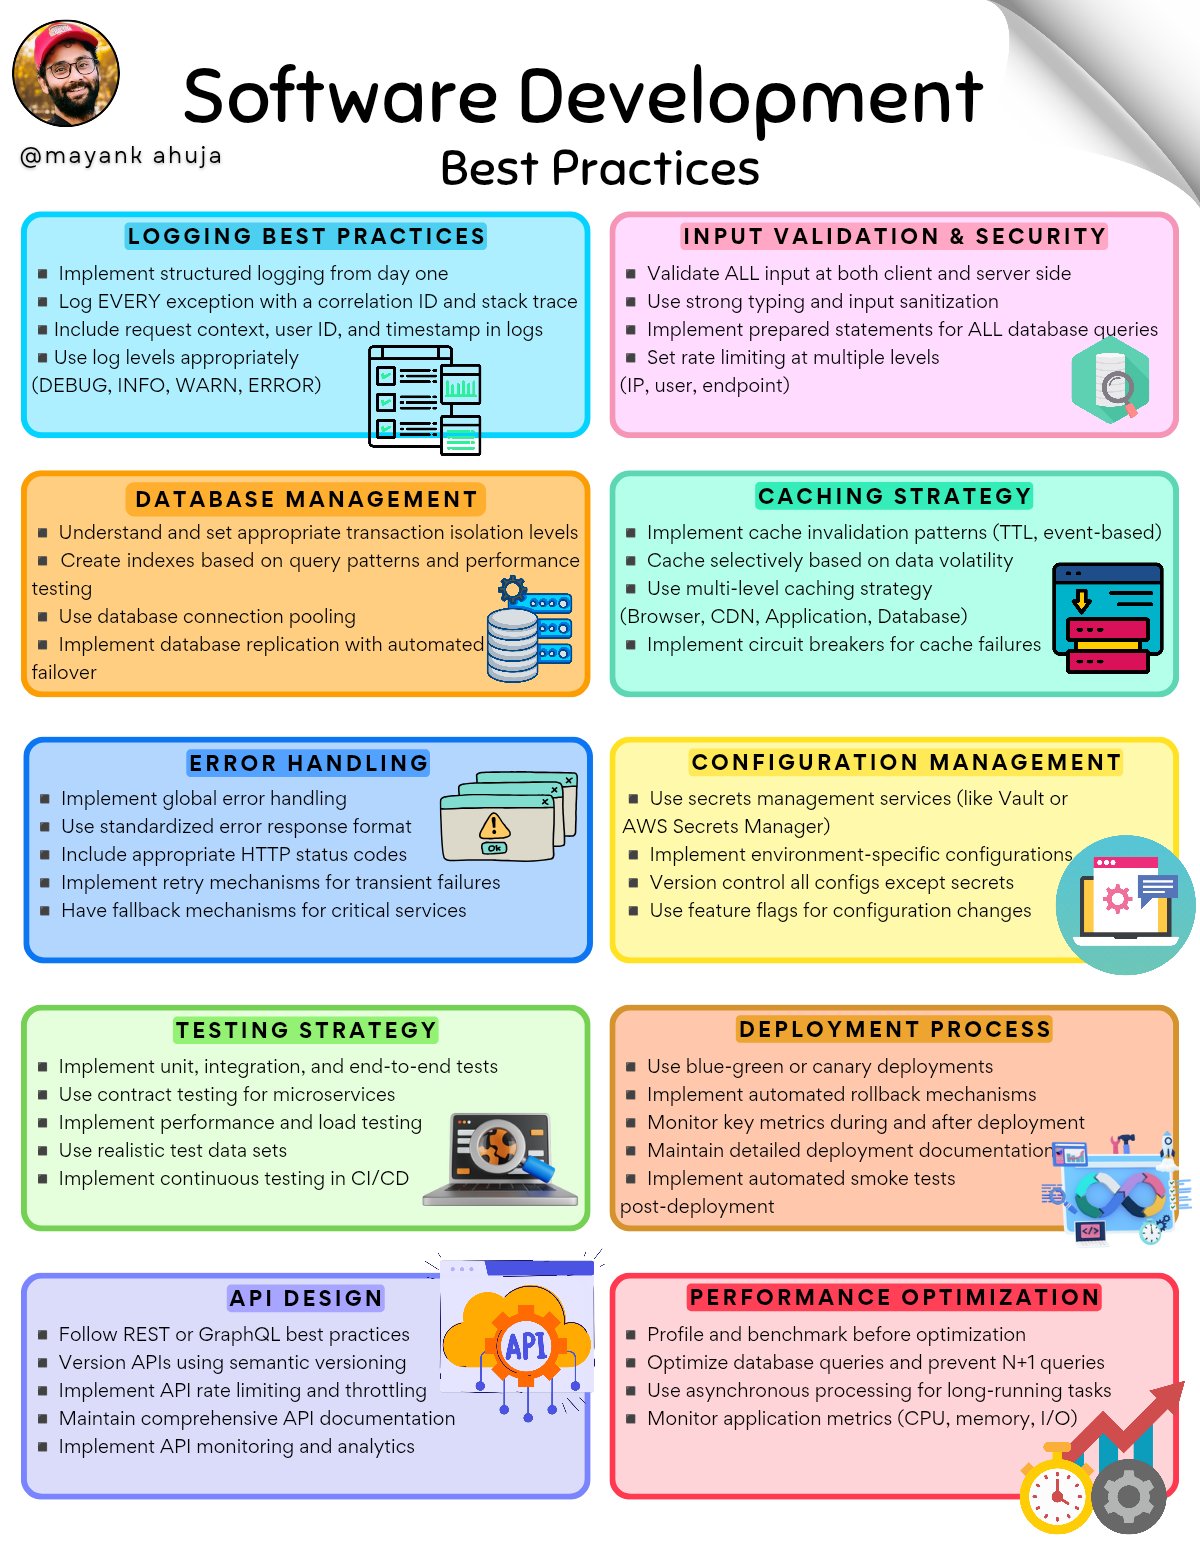 Software Development
@mayank ahuja
Best Practices
LOGGING BEST PRACTICES
▪ Implement structured logging from day one
▪ Log EVERY exception with a correlation ID and stack trace
▪ Include request context, user ID, and timestamp in logs
▪ Use log levels appropriately
(DEBUG, INFO, WARN, ERROR)
INPUT VALIDATION & SECURITY
▪ Validate ALL input at both client and server side
▪ Use strong typing and input sanitization
▪ Implement prepared statements for ALL database queries
▪ Set rate limiting at multiple levels
(IP, user, endpoint)
DATABASE MANAGEMENT
▪ Understand and set appropriate transaction isolation levels
▪ Create indexes based on query patterns and performance
testing
▪ Use database connection pooling
▪ Implement database replication with automated
failover
CACHING STRATEGY
▪ Implement cache invalidation patterns (TTL, event-based)
▪ Cache selectively based on data volatility
▪ Use multi-level caching strategy
(Browser, CDN, Application, Database)
▪ Implement circuit breakers for cache failures
ERROR HANDLING
▪ Implement global error handling
▪ Use standardized error response format
▪ Include appropriate HTTP status codes
▪ Implement retry mechanisms for transient failures
▪ Have fallback mechanisms for critical services
Ok
CONFIGURATION MANAGEMENT
▪ Use secrets management services (like Vault or
AWS Secrets Manager)
▪ Implement environment-specific configurations
▪ Version control all configs except secrets
▪ Use feature flags for configuration changes
TESTING STRATEGY
▪ Implement unit, integration, and end-to-end tests
▪ Use contract testing for microservices
▪ Implement performance and load testing
▪ Use realistic test data sets
▪ Implement continuous testing in CI/CD
DEPLOYMENT PROCESS
▪ Use blue-green or canary deployments
▪ Implement automated rollback mechanisms
▪ Monitor key metrics during and after deployment
▪ Maintain detailed deployment documentation
▪ Implement automated smoke tests
post-deployment
</>
API DESIGN
▪ Follow REST or GraphQL best practices
▪ Version APIs using semantic versioning
▪ Implement API rate limiting and throttling
▪ Maintain comprehensive API documentation
▪ Implement API monitoring and analytics
API
PERFORMANCE OPTIMIZATION
▪ Profile and benchmark before optimization
▪ Optimize database queries and prevent N+1 queries
▪ Use asynchronous processing for long-running tasks
▪ Monitor application metrics (CPU, memory, I/O)